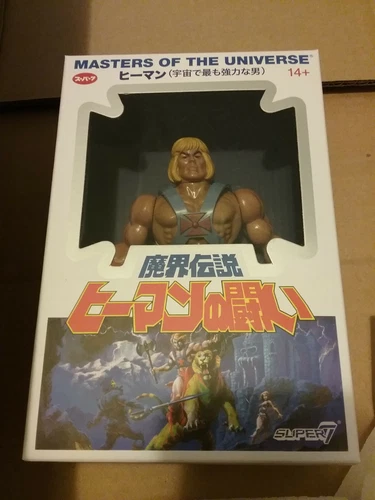 MASTERS OF THE UNIVERSE®
スーパー7
ヒーマン(宇宙で最も強力な男)
14+
魔界伝説
ヒーマンの闘い
SUPER7